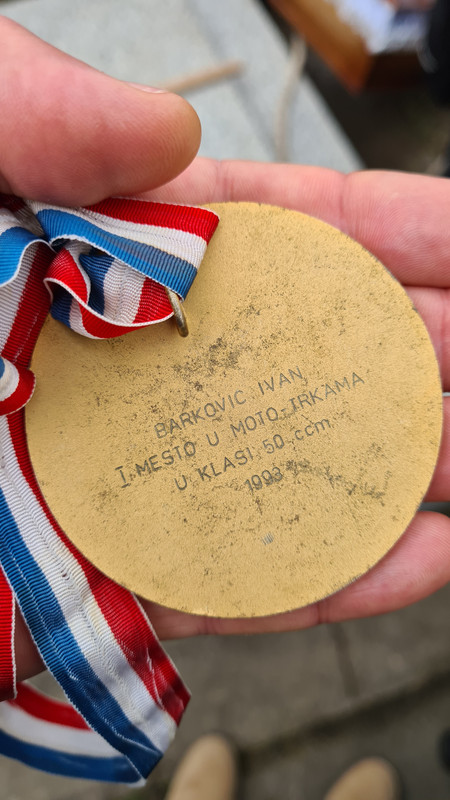 BARKOVIC IVAN
I MESTO U MOTO-TRKAMA
U KLASI 50 ccm
1993